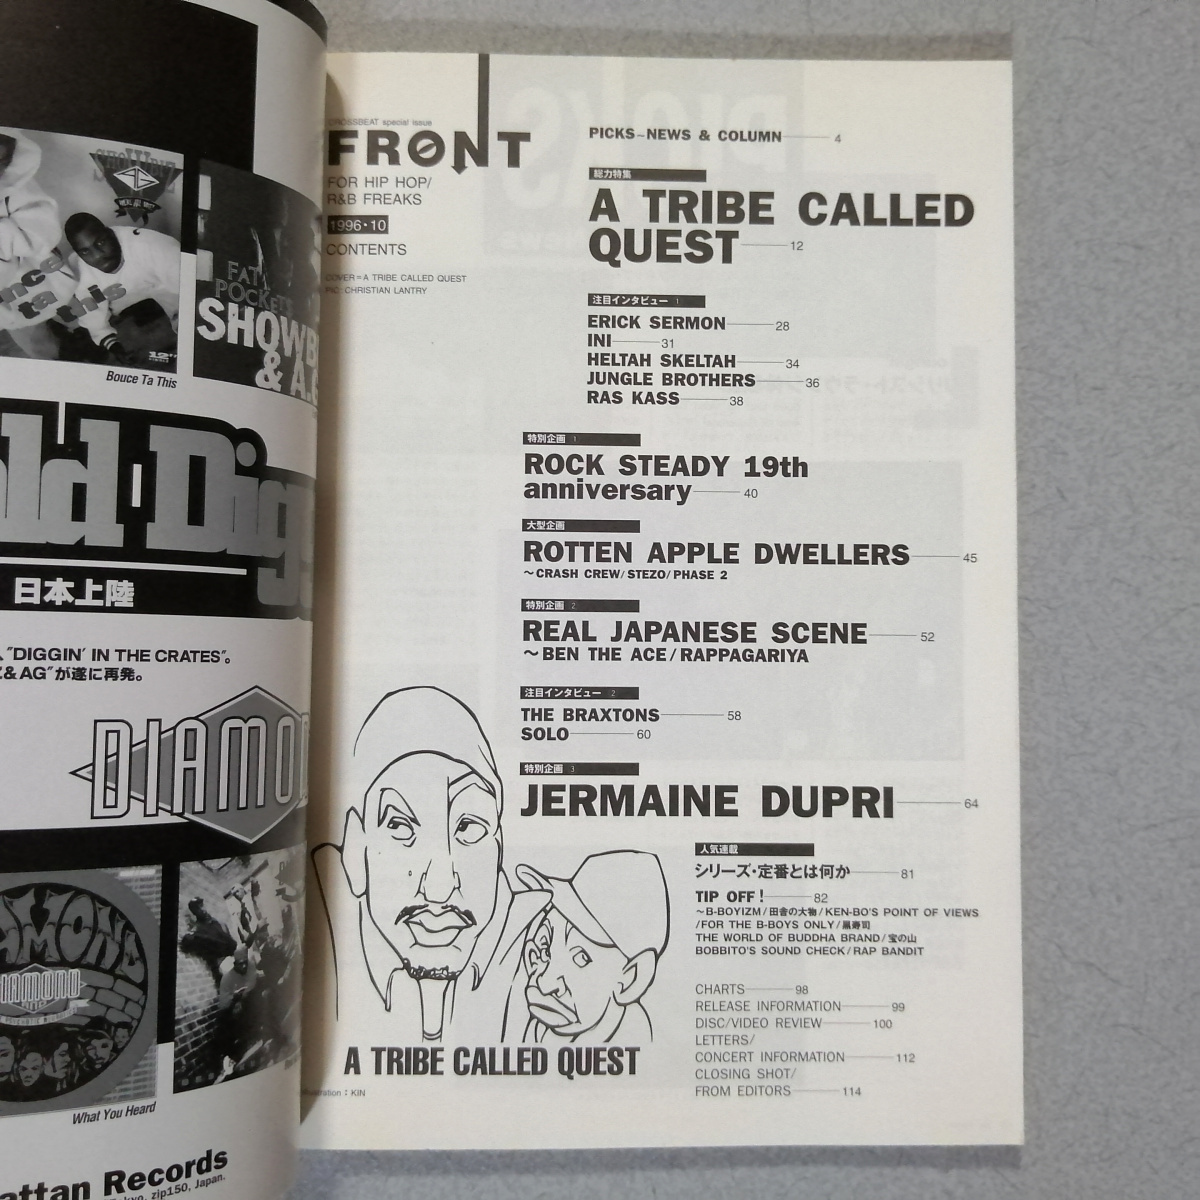 SHOWBIZ
12"
Bouce Ta This
FAT
POCKETS
SHOWB
& A.G
Dig
日本上陸
"DIGGIN' IN THE CRATES"。
& AG"が遂に再発。
DIAMON
DIAMOND
DIAMOND
What You Heard
attan Records
zip150, Japan.
CROSSBEAT special issue
FRONT
FOR HIP HOP/
R&B FREAKS
1996・10
CONTENTS
COVER=A TRIBE CALLED QUEST
PIC: CHRISTIAN LANTRY
PICKS~NEWS & COLUMN 4
総力特集
A TRIBE CALLED
QUEST 12
注目インタビュー 1
ERICK SERMON 28
INI 31
HELTAH SKELTAH 34
JUNGLE BROTHERS 36
RAS KASS 38
特別企画 1
ROCK STEADY 19th
anniversary 40
大型企画
ROTTEN APPLE DWELLERS 45
~CRASH CREW/STEZO/PHASE 2
特別企画 2
REAL JAPANESE SCENE 52
~BEN THE ACE/RAPPAGARIYA
注目インタビュー 2
THE BRAXTONS 58
SOLO 60
特別企画 3
JERMAINE DUPRI 64
人気連載
シリーズ・定番とは何か 81
TIP OFF! 82
~B-BOYIZM/田舎の大物/KEN-BO'S POINT OF VIEWS
/FOR THE B-BOYS ONLY/黒寿司
THE WORLD OF BUDDHA BRAND/宝の山
BOBBITO'S SOUND CHECK/RAP BANDIT
CHARTS 98
RELEASE INFORMATION 99
DISC/VIDEO REVIEW 100
LETTERS/
CONCERT INFORMATION 112
CLOSING SHOT/
FROM EDITORS 114
A TRIBE CALLED QUEST
illustration : KIN